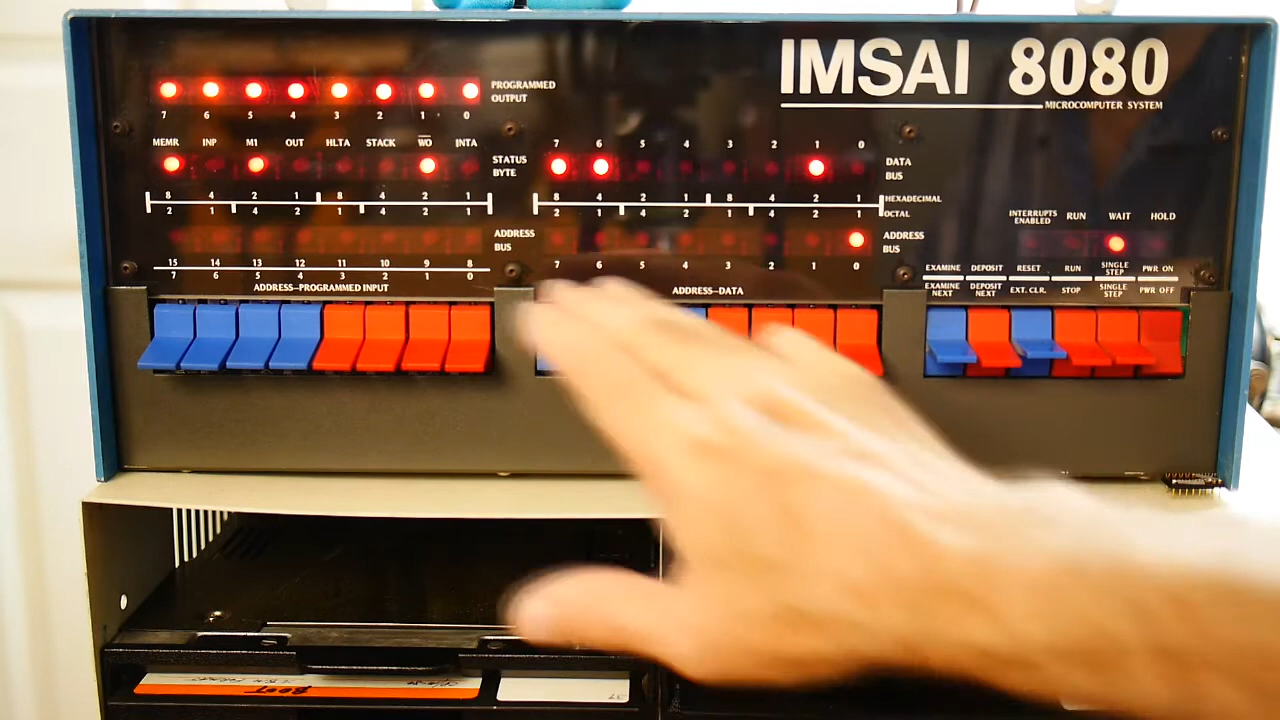 IMSAI 8080
MICROCOMPUTER SYSTEM
PROGRAMMED
OUTPUT
7 6 5 4 3 2 1 0
MEMR INP M1 OUT HLTA STACK WO INTA
STATUS
BYTE
7 6 5 4 3 2 1 0
DATA
BUS
8 4 2 1 8 4 2 1
2 1 4 2 1 4 2 1
8 4 2 1 8 4 2 1
HEXADECIMAL
2 1 4 2 1 4 2 1
OCTAL
ADDRESS
BUS
ADDRESS
BUS
15 14 13 12 11 10 9 8
7 6 5 4 3 2 1 0
ADDRESS—PROGRAMMED INPUT
7 6 5 4 3 2 1 0
ADDRESS—DATA
INTERRUPTS
ENABLED
RUN WAIT HOLD
EXAMINE DEPOSIT RESET RUN SINGLE
STEP
PWR ON
EXAMINE
NEXT
DEPOSIT
NEXT
EXT. CLR. STOP SINGLE
STEP
PWR OFF
BOOT
37